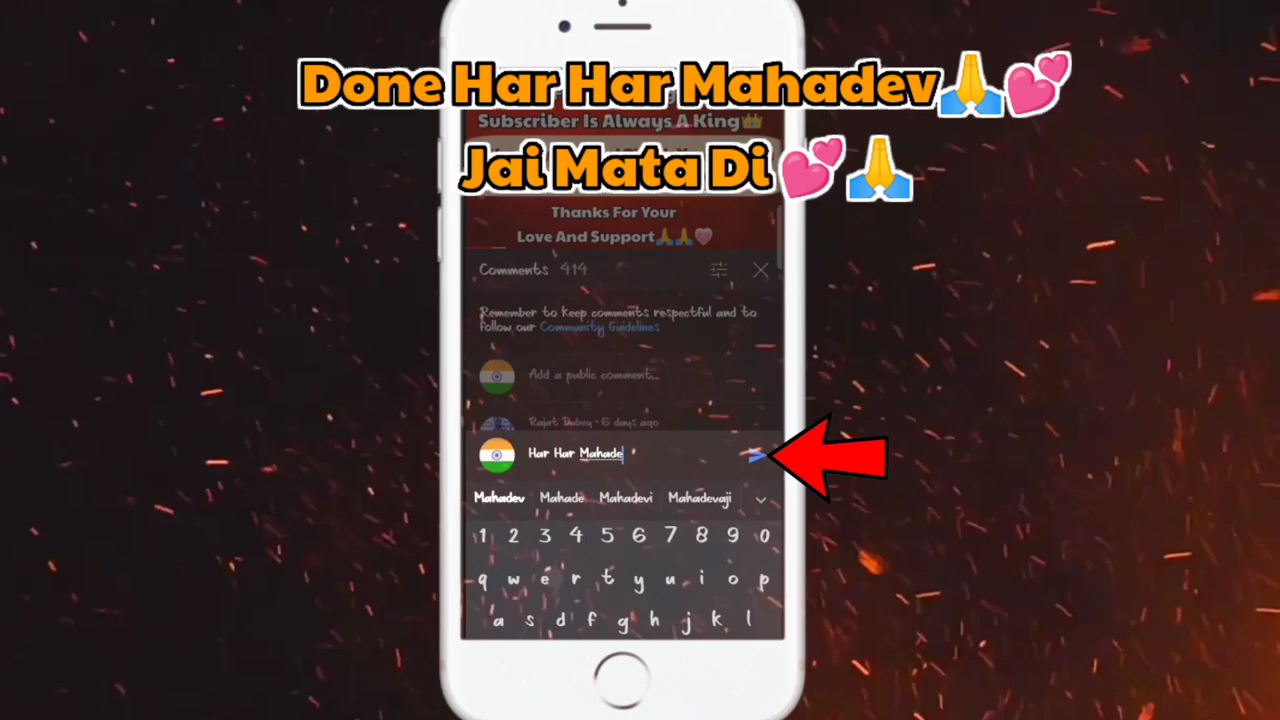 Done Har Har Mahadev🙏💕
Subscriber Is Always A King👑
Jai Mata Di 💕🙏
Thanks For Your
Love And Support🙏🙏🩷
Comments 414
Remember to keep comments respectful and to
follow our Community Guidelines
Add a public comment...
Rajat Dubey · 6 days ago
Har Har Mahade
Mahadev Mahade Mahadevi Mahadevaji
1 2 3 4 5 6 7 8 9 0
q w e r t y u i o p
a s d f g h j k l